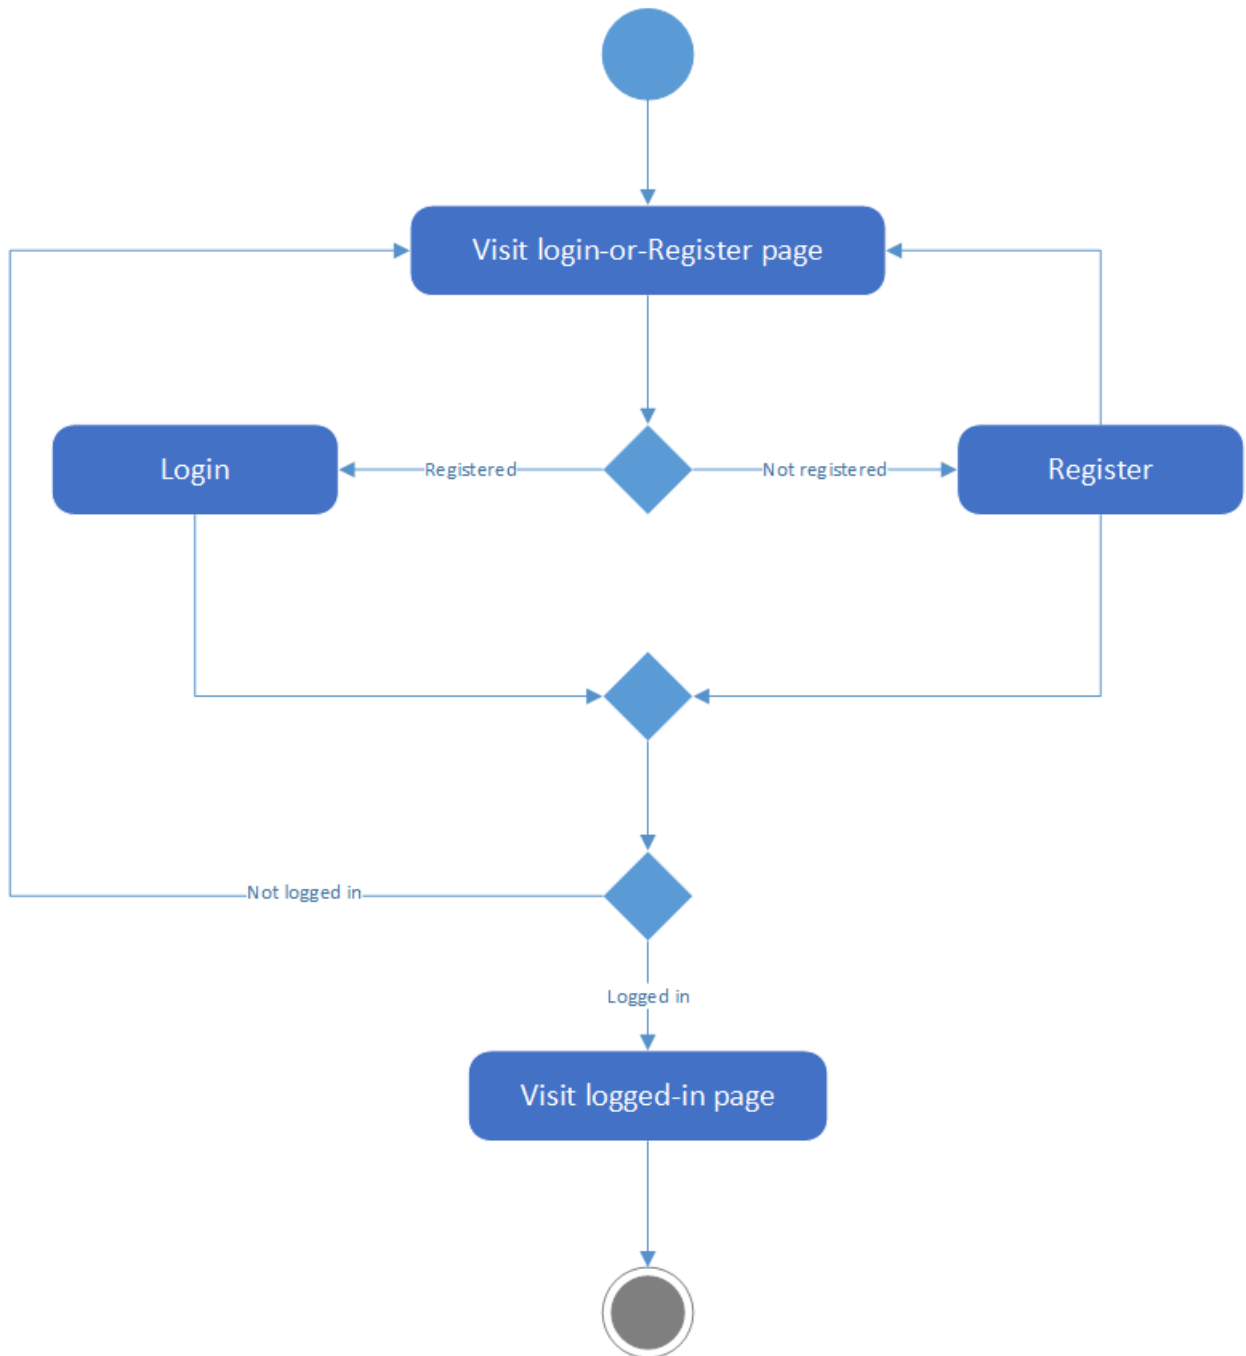 Visit login-or-Register page
Login
Registered
Not registered
Register
Not logged in
Logged in
Visit logged-in page